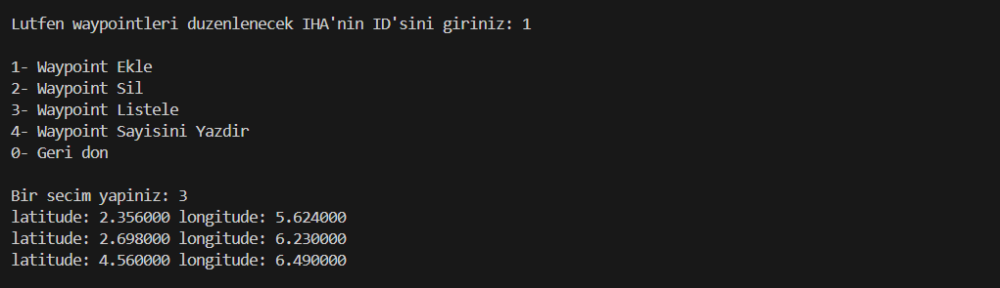 Lutfen waypointleri duzenlenecek IHA'nin ID'sini giriniz: 1
1- Waypoint Ekle
2- Waypoint Sil
3- Waypoint Listele
4- Waypoint Sayisini Yazdir
0- Geri don
Bir secim yapiniz: 3
latitude: 2.356000 longitude: 5.624000
latitude: 2.698000 longitude: 6.230000
latitude: 4.560000 longitude: 6.490000